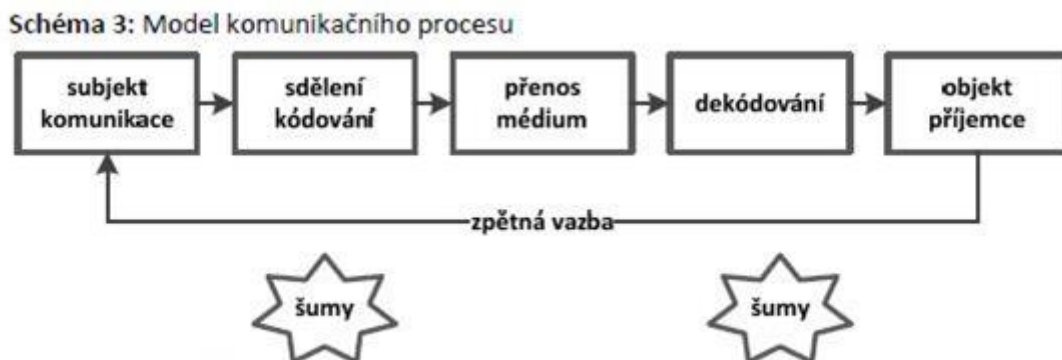 Schéma 3: Model komunikačního procesu
subjekt
komunikace
sdělení
kódování
přenos
médium
dekódování
objekt
příjemce
zpětná vazba
šumy
šumy